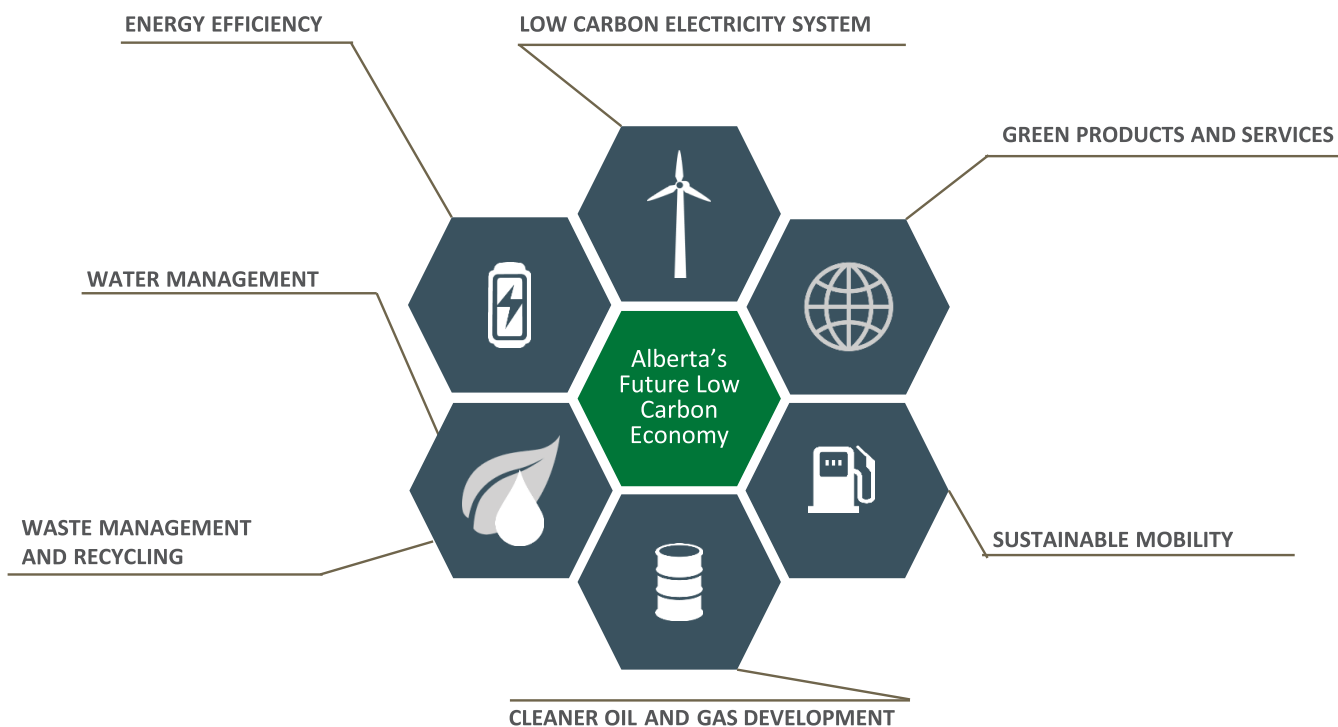 ENERGY EFFICIENCY
LOW CARBON ELECTRICITY SYSTEM
GREEN PRODUCTS AND SERVICES
WATER MANAGEMENT
Alberta’s
Future Low
Carbon
Economy
WASTE MANAGEMENT
AND RECYCLING
SUSTAINABLE MOBILITY
CLEANER OIL AND GAS DEVELOPMENT